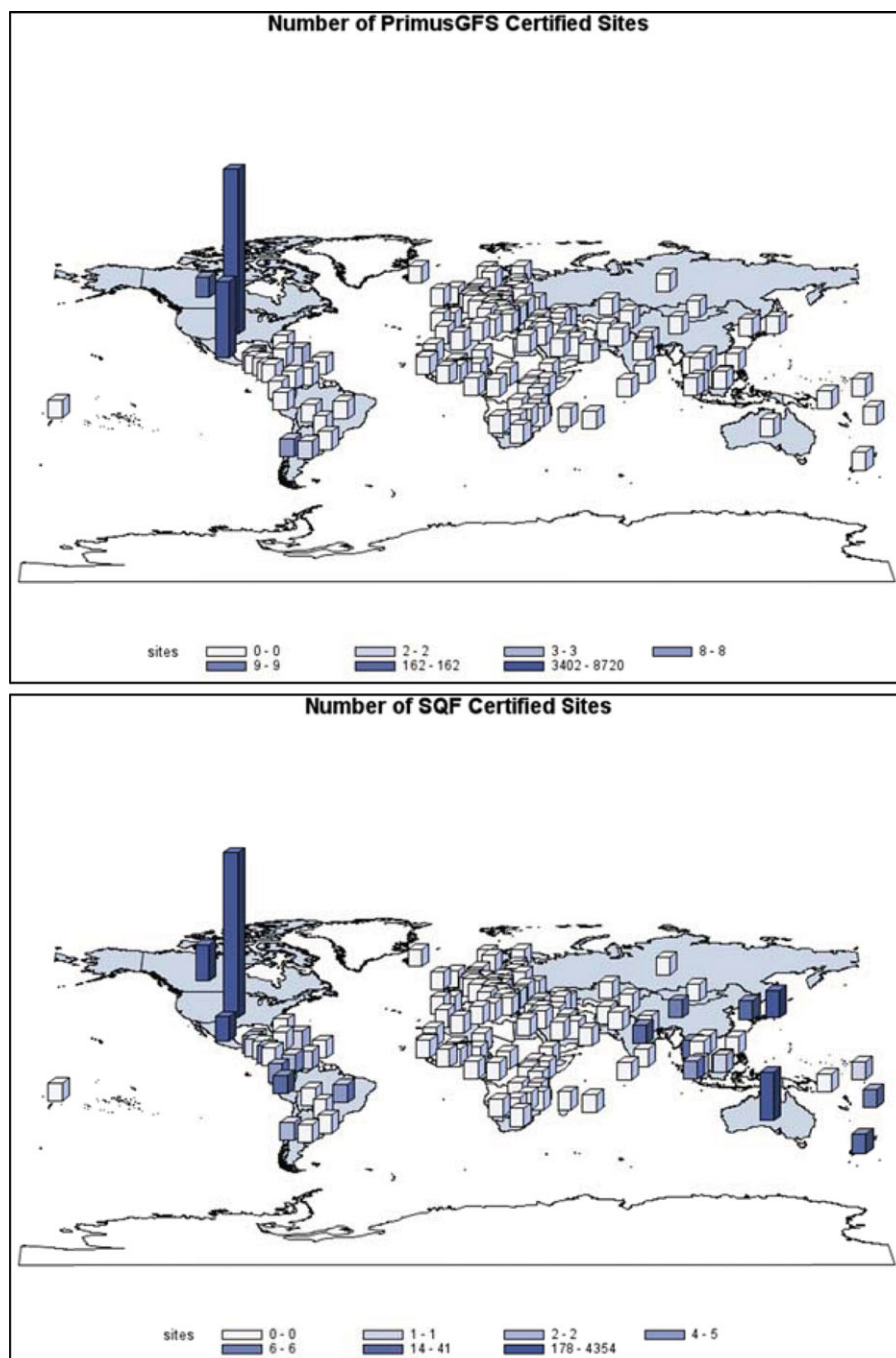 Number of PrimusGFS Certified Sites
sites 0 - 0 2 - 2 3 - 3 8 - 8
9 - 9 162 - 162 3402 - 8720
Number of SQF Certified Sites
sites 0 - 0 1 - 1 2 - 2 4 - 5
6 - 6 14 - 41 178 - 4354